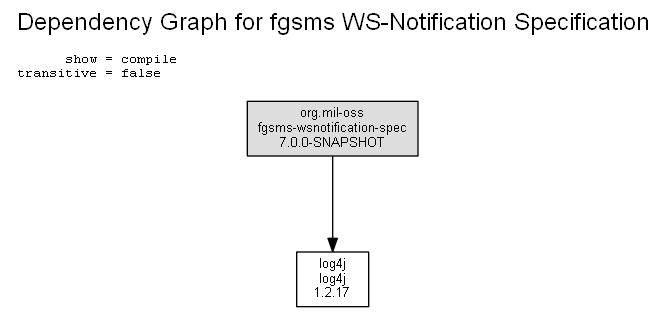 Dependency Graph for fgsms WS-Notification Specification
show = compile
transitive = false
org.mil-oss
fgsms-wsnotification-spec
7.0.0-SNAPSHOT
log4j
log4j
1.2.17